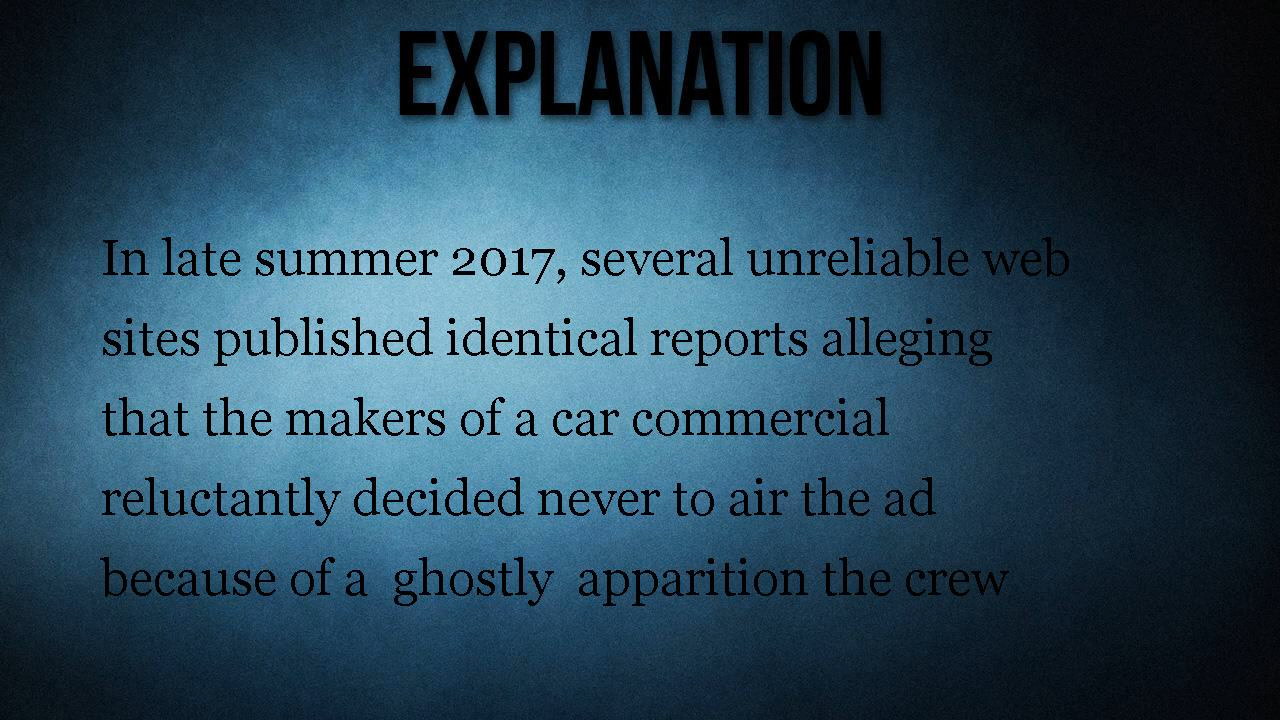 EXPLANATION
In late summer 2017, several unreliable web
sites published identical reports alleging
that the makers of a car commercial
reluctantly decided never to air the ad
because of a  ghostly  apparition the crew